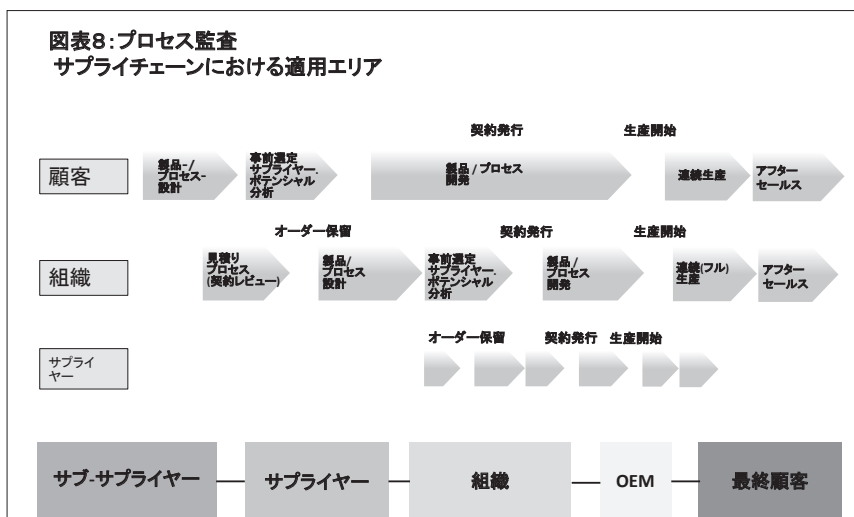 図表8:プロセス監査
サプライチェーンにおける適用エリア
契約発行
生産開始
顧客
製品-/
プロセス-
設計
事前選定
サプライヤー.
ポテンシャル
分析
製品/プロセス
開発
連続生産
アフター
セールス
オーダー保留
契約発行
生産開始
組織
見積り
プロセス
(契約レビュー)
製品/
プロセス
設計
事前選定
サプライヤー.
ポテンシャル
分析
製品/
プロセス
開発
連続(フル)
生産
アフター
セールス
オーダー保留
契約発行
生産開始
サプライ
ヤー
サブ-サプライヤー
サプライヤー
組織
OEM
最終顧客